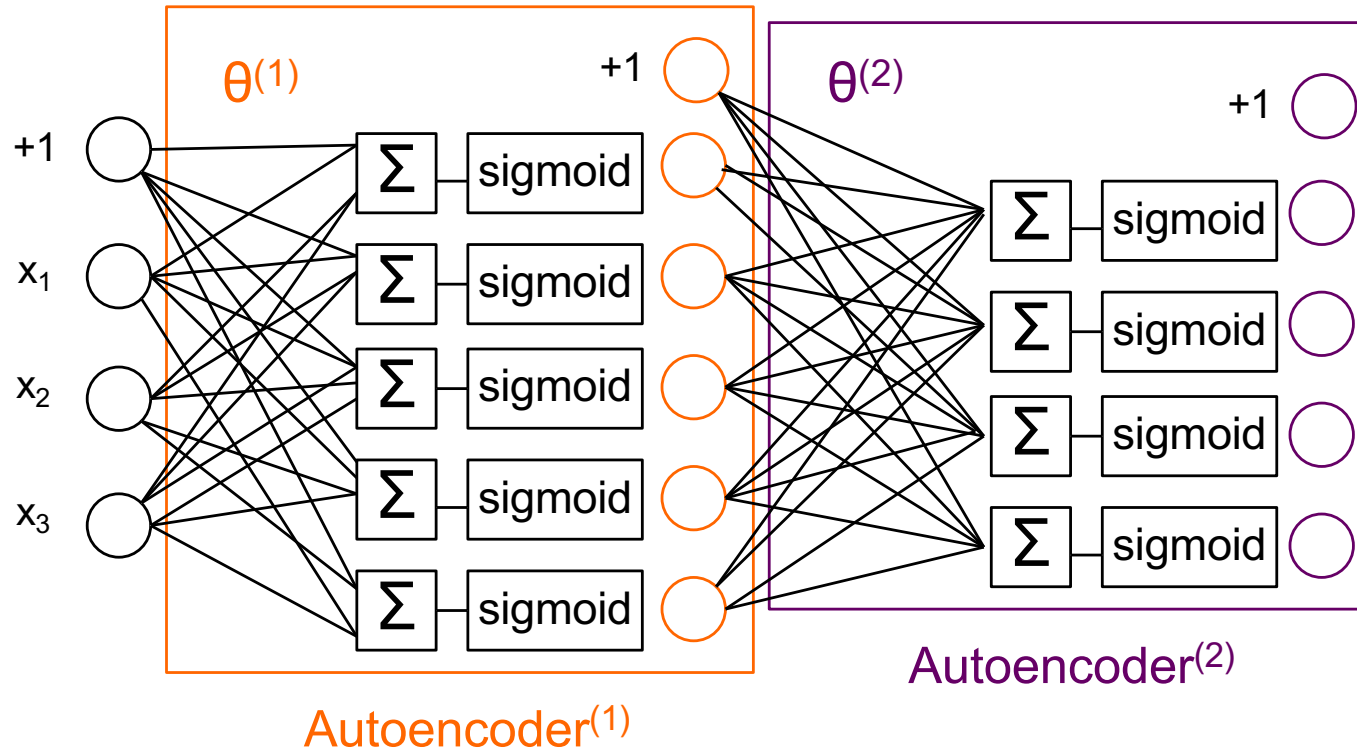 θ(1)
+1
θ(2)
+1
+1
Σ sigmoid
Σ sigmoid
x1
Σ sigmoid
Σ sigmoid
x2
Σ sigmoid
Σ sigmoid
x3
Σ sigmoid
Σ sigmoid
Σ sigmoid
Autoencoder(1)
Autoencoder(2)